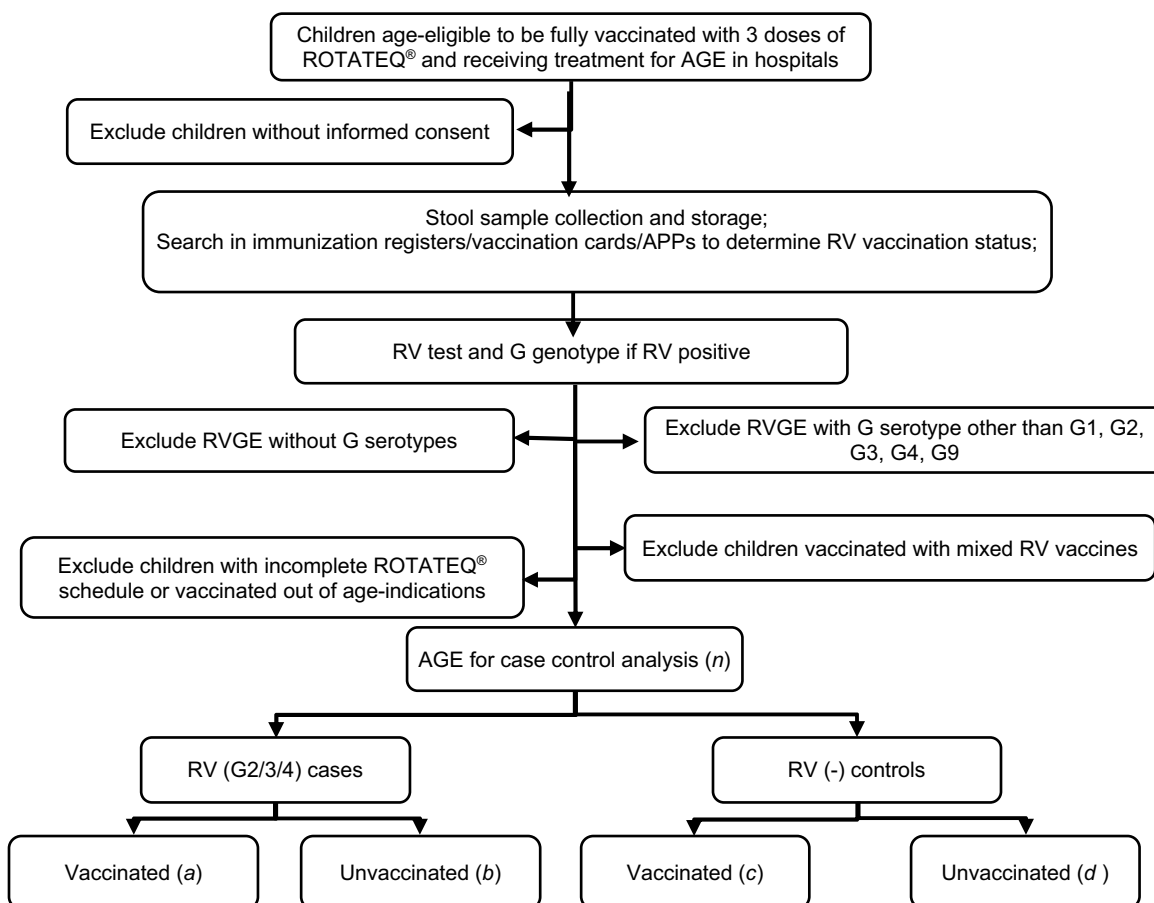 Children age-eligible to be fully vaccinated with 3 doses of
ROTATEQ® and receiving treatment for AGE in hospitals
Exclude children without informed consent
Stool sample collection and storage;
Search in immunization registers/vaccination cards/APPs to determine RV vaccination status;
RV test and G genotype if RV positive
Exclude RVGE without G serotypes
Exclude RVGE with G serotype other than G1, G2,
G3, G4, G9
Exclude children vaccinated with mixed RV vaccines
Exclude children with incomplete ROTATEQ®
schedule or vaccinated out of age-indications
AGE for case control analysis (n)
RV (G2/3/4) cases
RV (-) controls
Vaccinated (a)
Unvaccinated (b)
Vaccinated (c)
Unvaccinated (d )